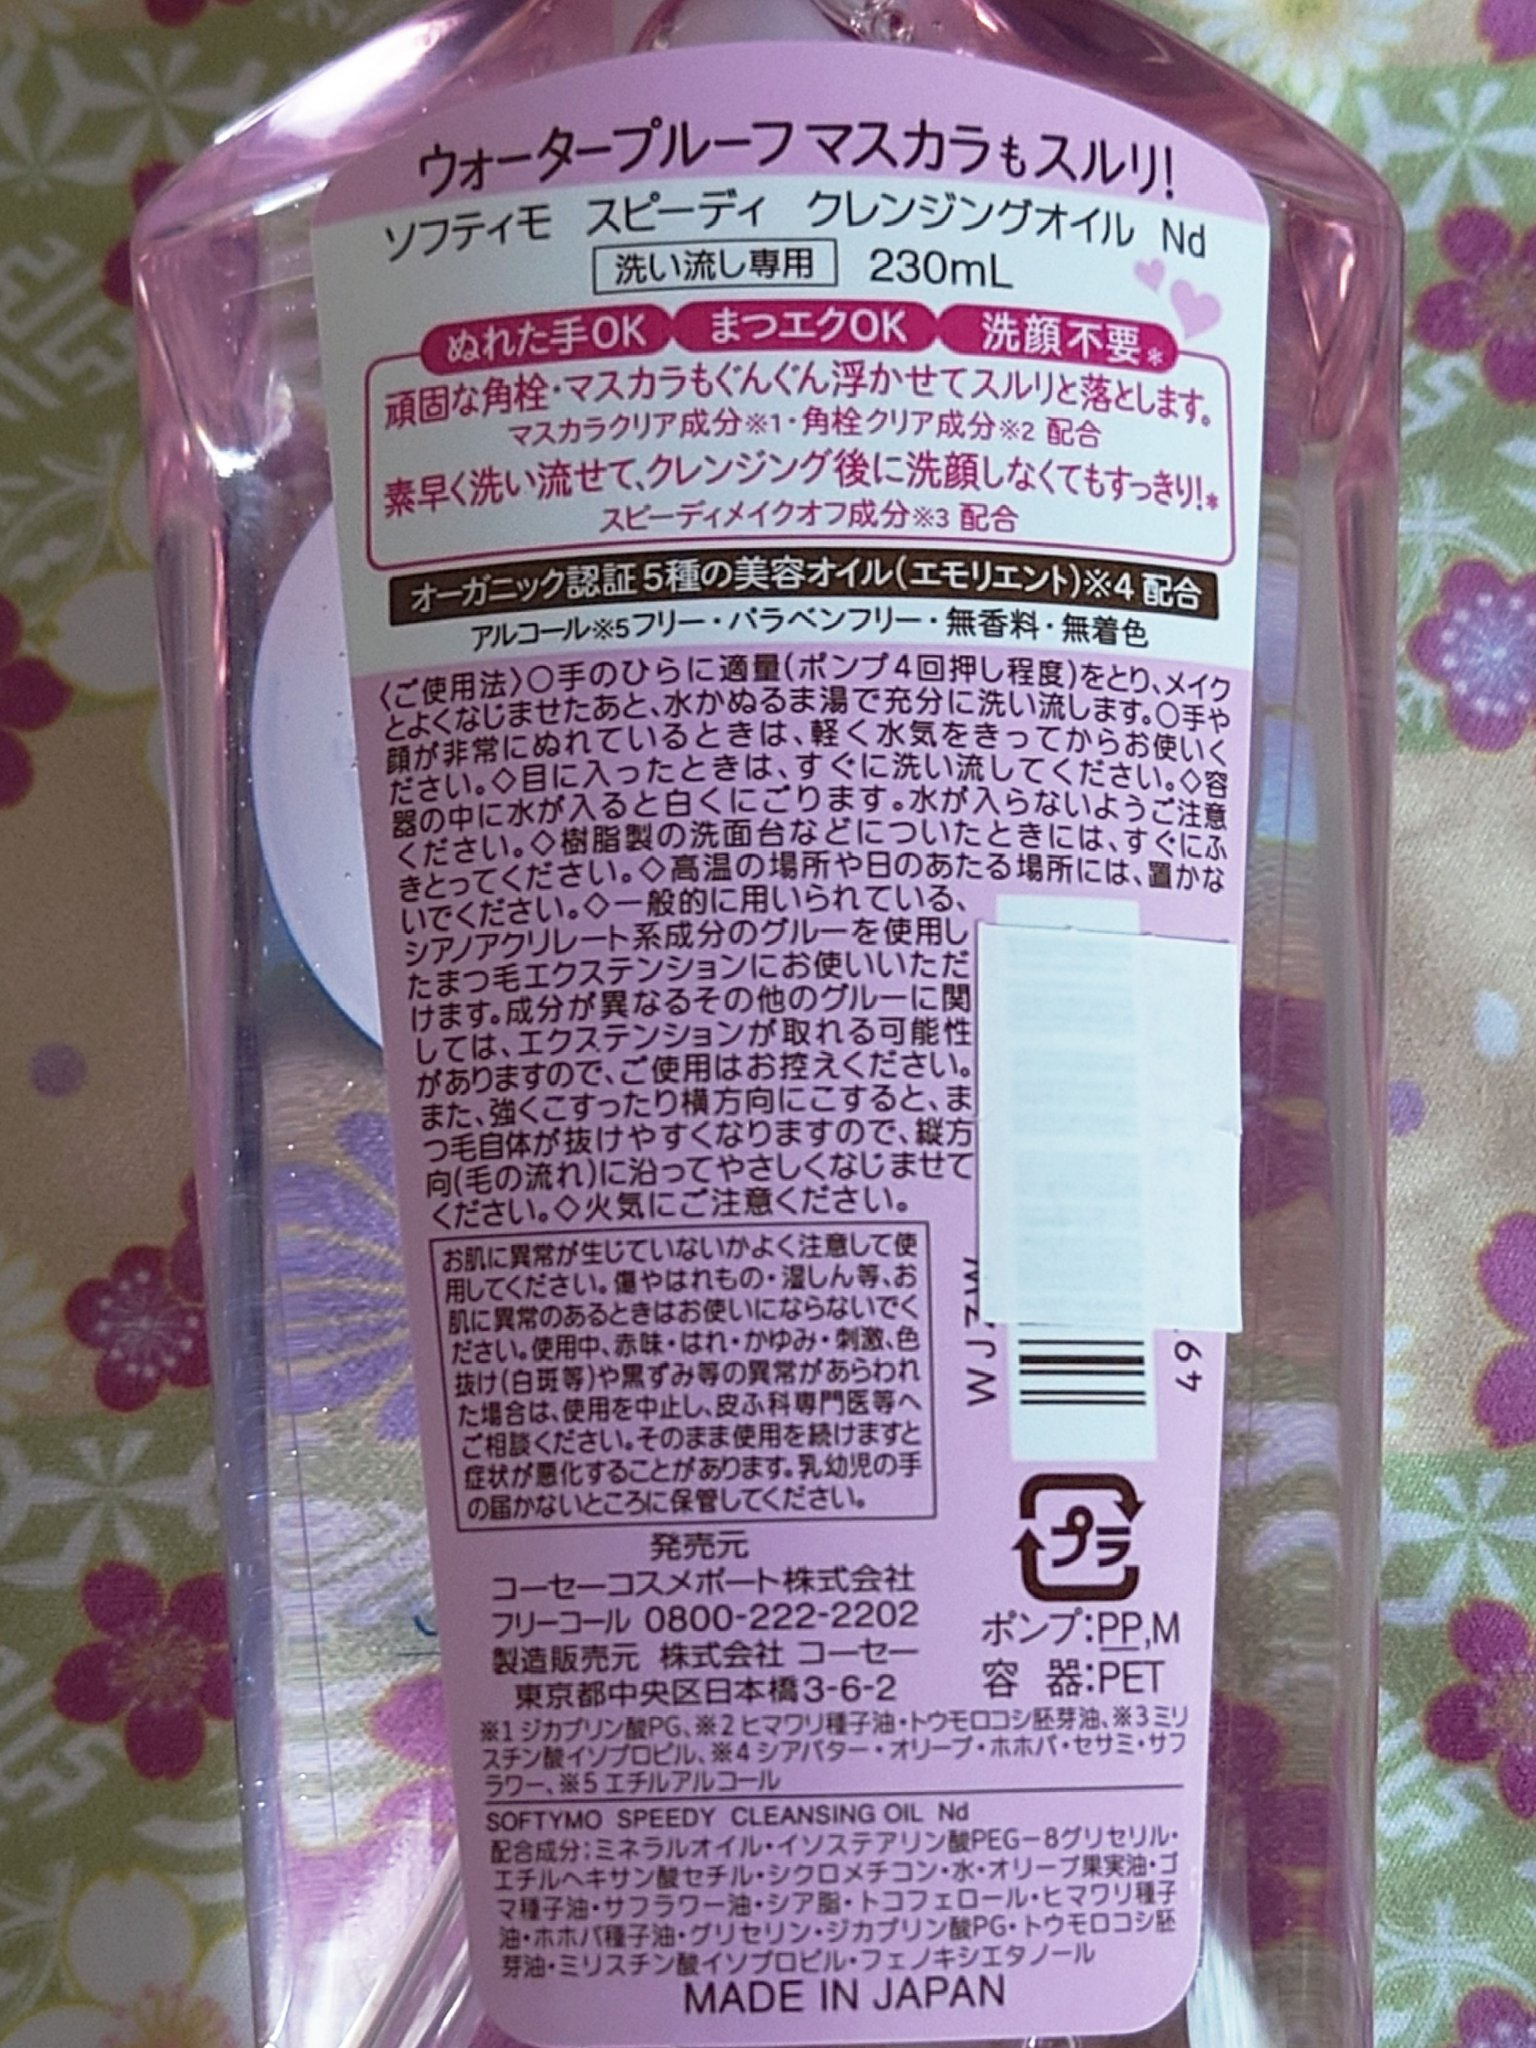 ウォータープルーフ マスカラもスルリ!
ソフティモ スピーディ クレンジングオイル Nd
洗い流し専用 230mL
ぬれた手OK まつエクOK 洗顔不要*
頑固な角栓・マスカラもぐんぐん浮かせてスルリと落とします。
マスカラクリア成分※1・角栓クリア成分※2 配合
素早く洗い流せて、クレンジング後に洗顔しなくてもすっきり!*
スピーディメイクオフ成分※3 配合
オーガニック認証5種の美容オイル(エモリエント)※4 配合
アルコール※5フリー・パラベンフリー・無香料・無着色
〈ご使用法〉○手のひらに適量(ポンプ4回押し程度)をとり、メイク
とよくなじませたあと、水かぬるま湯で充分に洗い流します。○手や
顔が非常にぬれているときは、軽く水気をきってからお使いく
ださい。◇目に入ったときは、すぐに洗い流してください。◇容
器の中に水が入ると白くにごります。水が入らないようご注意
ください。◇樹脂製の洗面台などについたときには、すぐにふ
きとってください。◇高温の場所や日のあたる場所には、置かな
いでください。◇一般的に用いられている、
シアノアクリレート系成分のグルーを使用し
たまつ毛エクステンションにお使いいただ
けます。成分が異なるその他のグルーに関
しては、エクステンションが取れる可能性
がありますので、ご使用はお控えください。
また、強くこすったり横方向にこすると、ま
つ毛自体が抜けやすくなりますので、縦方
向(毛の流れ)に沿ってやさしくなじませて
ください。◇火気にご注意ください。
お肌に異常が生じていないかよく注意して使
用してください。傷やはれもの・湿しん等、お
肌に異常のあるときはお使いにならないでく
ださい。使用中、赤味・はれ・かゆみ・刺激、色
抜け(白斑等)や黒ずみ等の異常があらわれ
た場合は、使用を中止し、皮ふ科専門医等へ
ご相談ください。そのまま使用を続けますと
症状が悪化することがあります。乳幼児の手
の届かないところに保管してください。
WJZW
49
発売元
コーセーコスメポート株式会社
フリーコール 0800-222-2202
製造販売元 株式会社 コーセー
東京都中央区日本橋3-6-2
プラ
ポンプ:PP,M
容 器:PET
※1 ジカプリン酸PG、※2 ヒマワリ種子油・トウモロコシ胚芽油、※3 ミリ
スチン酸イソプロピル、※4 シアバター・オリーブ・ホホバ・セサミ・サフ
ラワー、※5 エチルアルコール
SOFTYMO SPEEDY CLEANSING OIL Nd
配合成分:ミネラルオイル・イソステアリン酸PEG-8グリセリル・
エチルヘキサン酸セチル・シクロメチコン・水・オリーブ果実油・ゴ
マ種子油・サフラワー油・シア脂・トコフェロール・ヒマワリ種子
油・ホホバ種子油・グリセリン・ジカプリン酸PG・トウモロコシ胚
芽油・ミリスチン酸イソプロピル・フェノキシエタノール
MADE IN JAPAN